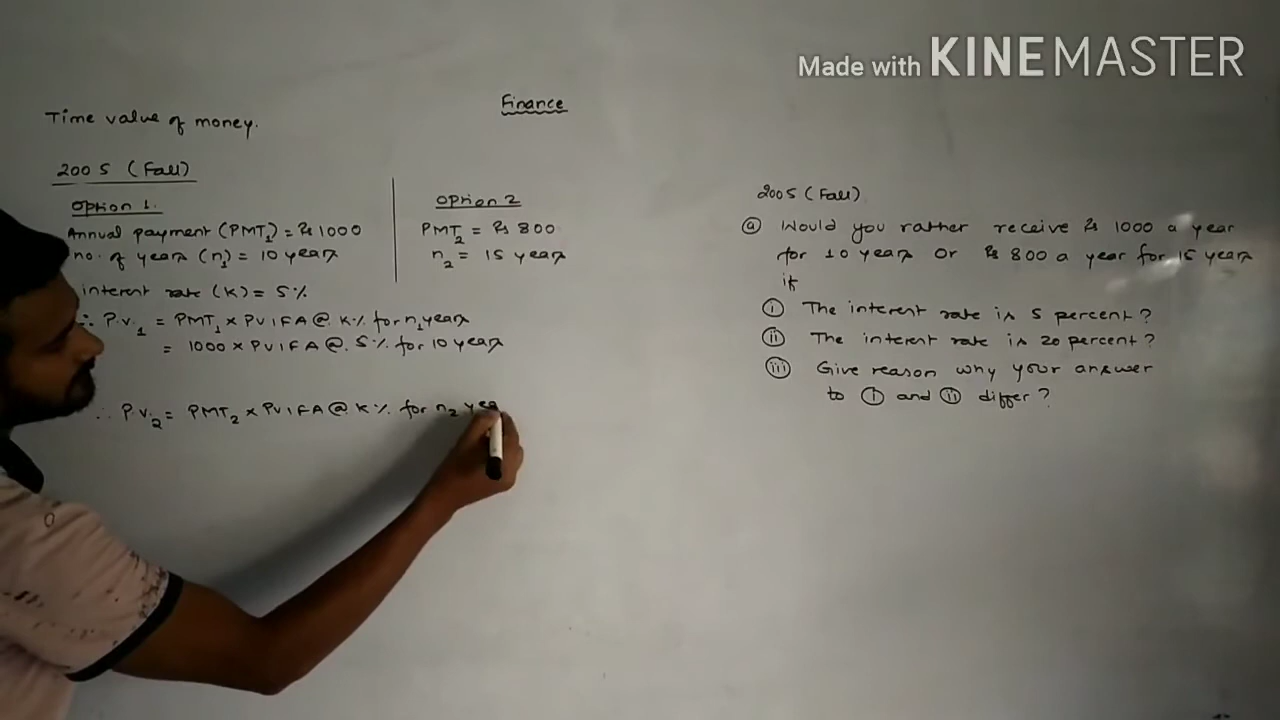 Made with KINEMASTER
Finance
Time value of money.
2005 (Fall)
Option 1.
Annual payment (PMT1) = ₨ 1000
no. of years (n1) = 10 years
interest rate (K) = 5%
∴ P.V.1 = PMT1 × PVIFA@ K% for n1 years
= 1000 × PVIFA@ 5% for 10 years
∴ P.V.2 = PMT2 × PVIFA@ K% for n2 yea
Option 2
PMT2 = ₨ 800
n2 = 15 years
2005 (Fall)
ⓐ Would you rather receive ₨ 1000 a year
for 10 years Or ₨ 800 a year for 15 years
if
ⓘ The interest rate is 5 percent?
(ii) The interest rate is 20 percent?
(iii) Give reason why your answer
to (i) and (ii) differ?